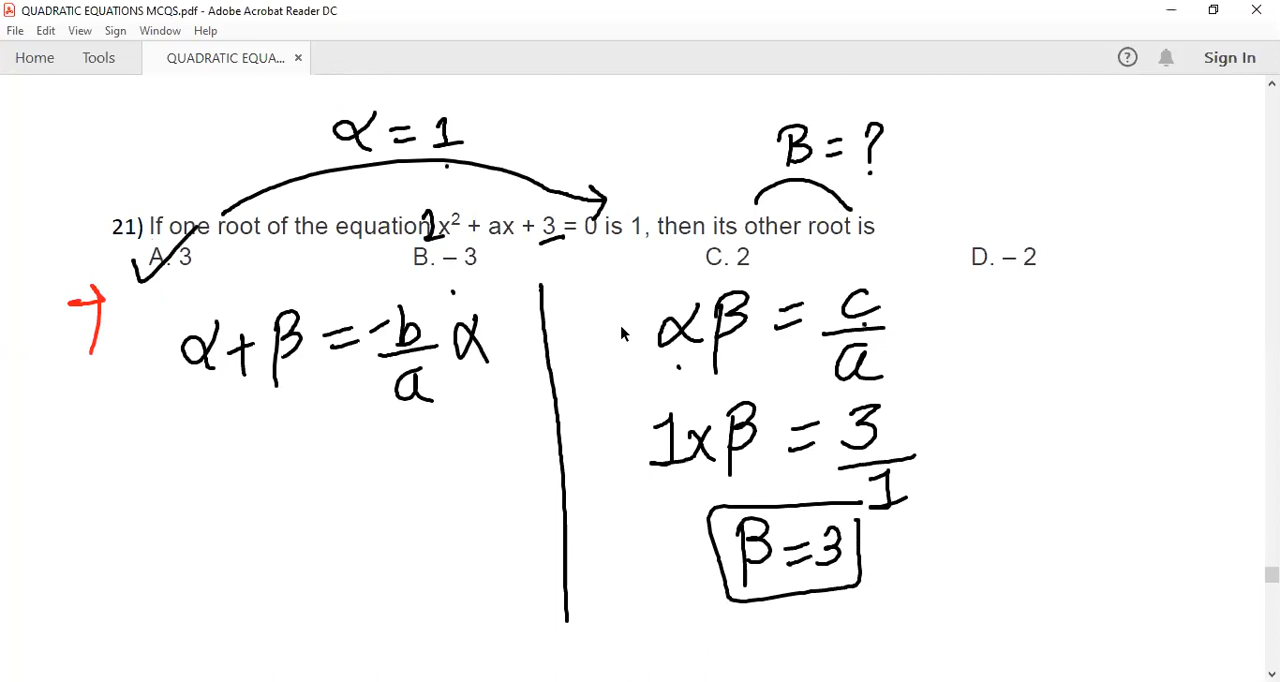 QUADRATIC EQUATIONS MCQS.pdf - Adobe Acrobat Reader DC
File Edit View Sign Window Help
Home Tools QUADRATIC EQUA... × Sign In
α = 1
B = ?
21) If one root of the equation 1x² + ax + 3 = 0 is 1, then its other root is
A. 3 B. – 3 C. 2 D. – 2
α + β = -b/a α
αβ = c/a
1xβ = 3/1
β = 3